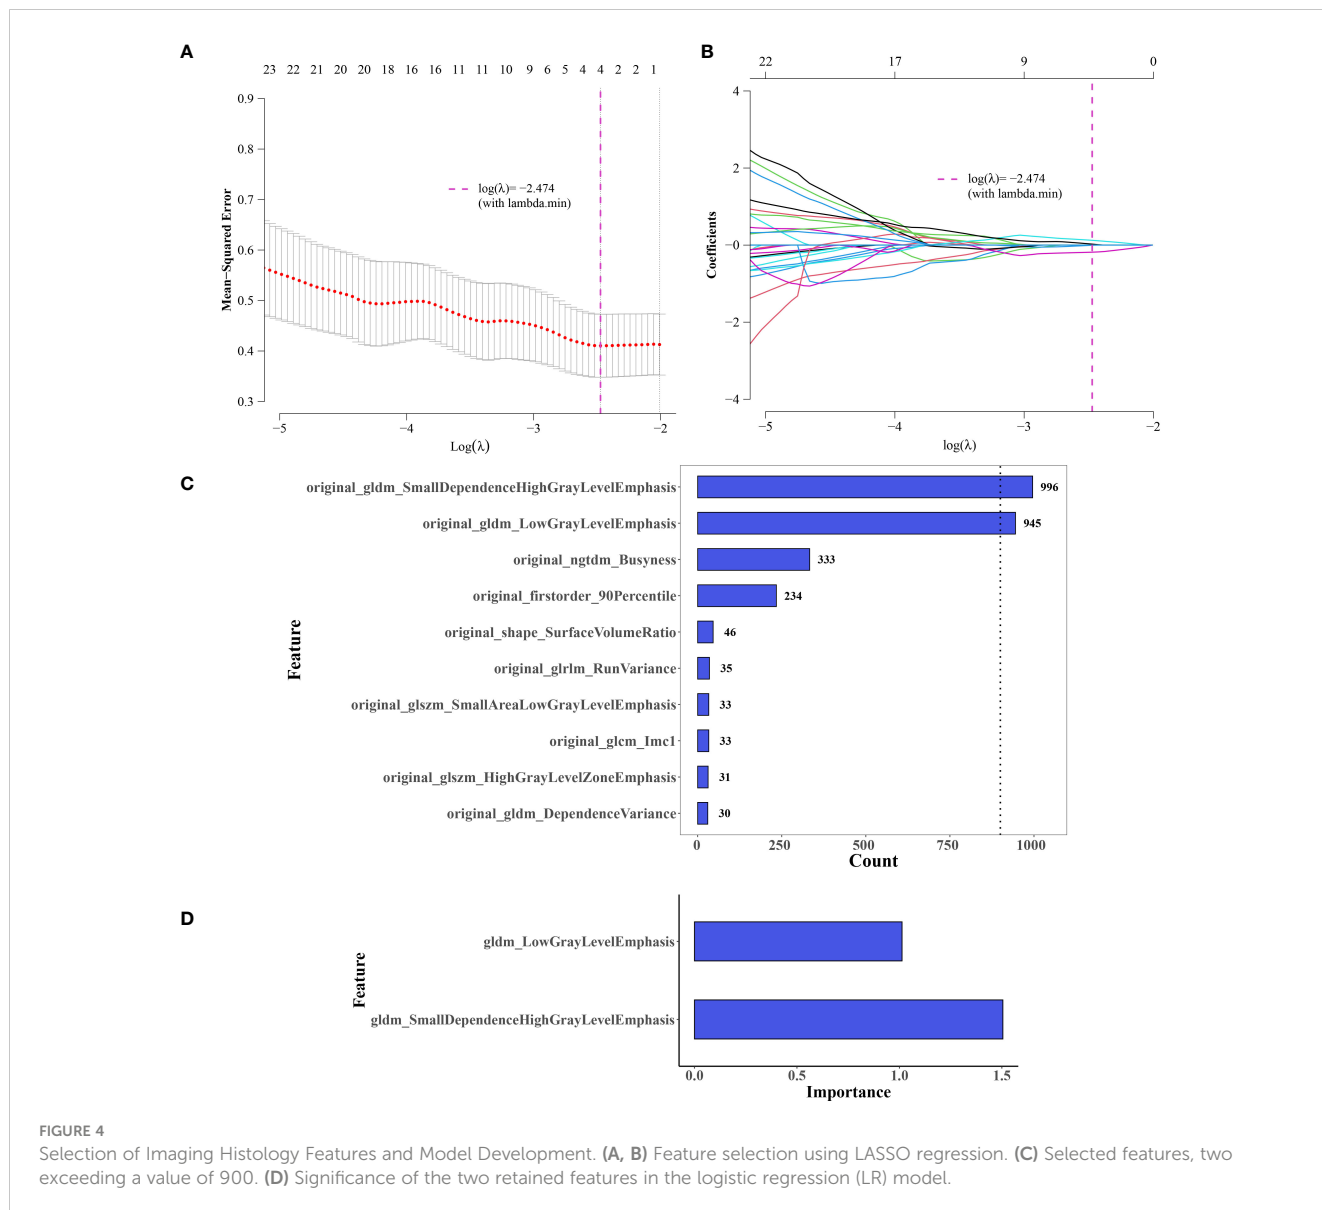 A
23 22 21 20 20 18 16 16 11 11 10 9 6 5 4 4 2 2 1
0.9
0.8
0.7
0.6
0.5
0.4
0.3
Mean−Squared Error
log(λ)= −2.474
(with lambda.min)
−5 −4 −3 −2
Log(λ)
B
22 17 9 0
4
2
−0
−2
−4
Coefficients
log(λ)= −2.474
(with lambda.min)
−5 −4 −3 −2
log(λ)
C
Feature
original_gldm_SmallDependenceHighGrayLevelEmphasis 996
original_gldm_LowGrayLevelEmphasis 945
original_ngtdm_Busyness 333
original_firstorder_90Percentile 234
original_shape_SurfaceVolumeRatio 46
original_glrlm_RunVariance 35
original_glszm_SmallAreaLowGrayLevelEmphasis 33
original_glcm_Imc1 33
original_glszm_HighGrayLevelZoneEmphasis 31
original_gldm_DependenceVariance 30
0 250 500 750 1000
Count
D
Feature
gldm_LowGrayLevelEmphasis
gldm_SmallDependenceHighGrayLevelEmphasis
0.0 0.5 1.0 1.5
Importance
FIGURE 4
Selection of Imaging Histology Features and Model Development. (A, B) Feature selection using LASSO regression. (C) Selected features, two
exceeding a value of 900. (D) Significance of the two retained features in the logistic regression (LR) model.